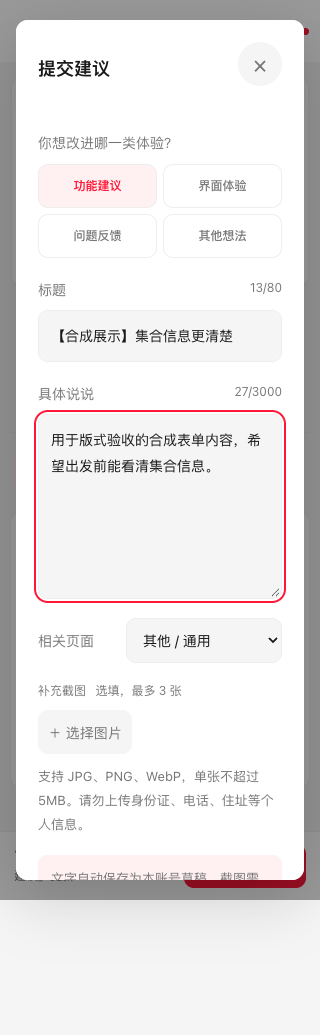 提交建议
你想改进哪一类体验?
功能建议
界面体验
问题反馈
其他想法
标题
13/80
【合成展示】集合信息更清楚
具体说说
27/3000
用于版式验收的合成表单内容，希
望出发前能看清集合信息。
相关页面
其他 / 通用
补充截图 选填，最多 3 张
+ 选择图片
支持 JPG、PNG、WebP，单张不超过
5MB。请勿上传身份证、电话、住址等个
人信息。
文字自动保存为本账号草稿，截图需